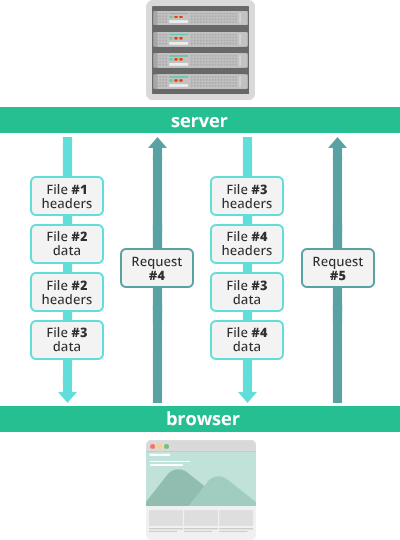 server
File #1
headers
File #2
data
File #2
headers
File #3
data
Request
#4
File #3
headers
File #4
headers
File #3
data
File #4
data
Request
#5
browser